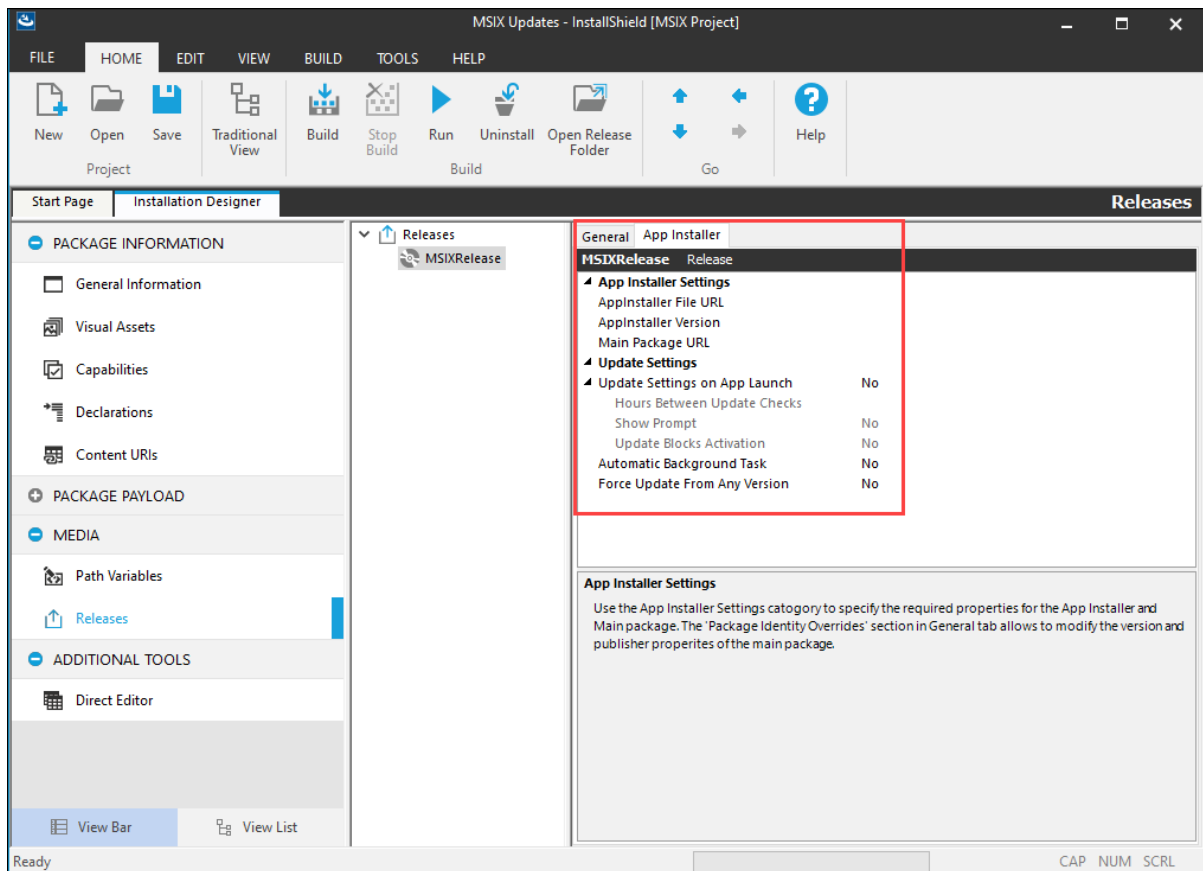 MSIX Updates - InstallShield [MSIX Project]
FILE HOME EDIT VIEW BUILD TOOLS HELP
New Open Save Traditional View Build Stop Build Run Uninstall Open Release Folder Help
Project Build Go
Start Page Installation Designer Releases
PACKAGE INFORMATION
General Information
Visual Assets
Capabilities
Declarations
Content URIs
PACKAGE PAYLOAD
MEDIA
Path Variables
Releases
ADDITIONAL TOOLS
Direct Editor
View Bar View List
Releases
MSIXRelease
General App Installer
MSIXRelease Release
App Installer Settings
AppInstaller File URL
AppInstaller Version
Main Package URL
Update Settings
Update Settings on App Launch No
Hours Between Update Checks
Show Prompt No
Update Blocks Activation No
Automatic Background Task No
Force Update From Any Version No
App Installer Settings
Use the App Installer Settings catogory to specify the required properties for the App Installer and
Main package. The 'Package Identity Overrides' section in General tab allows to modify the version and
publisher properites of the main package.
Ready CAP NUM SCRL